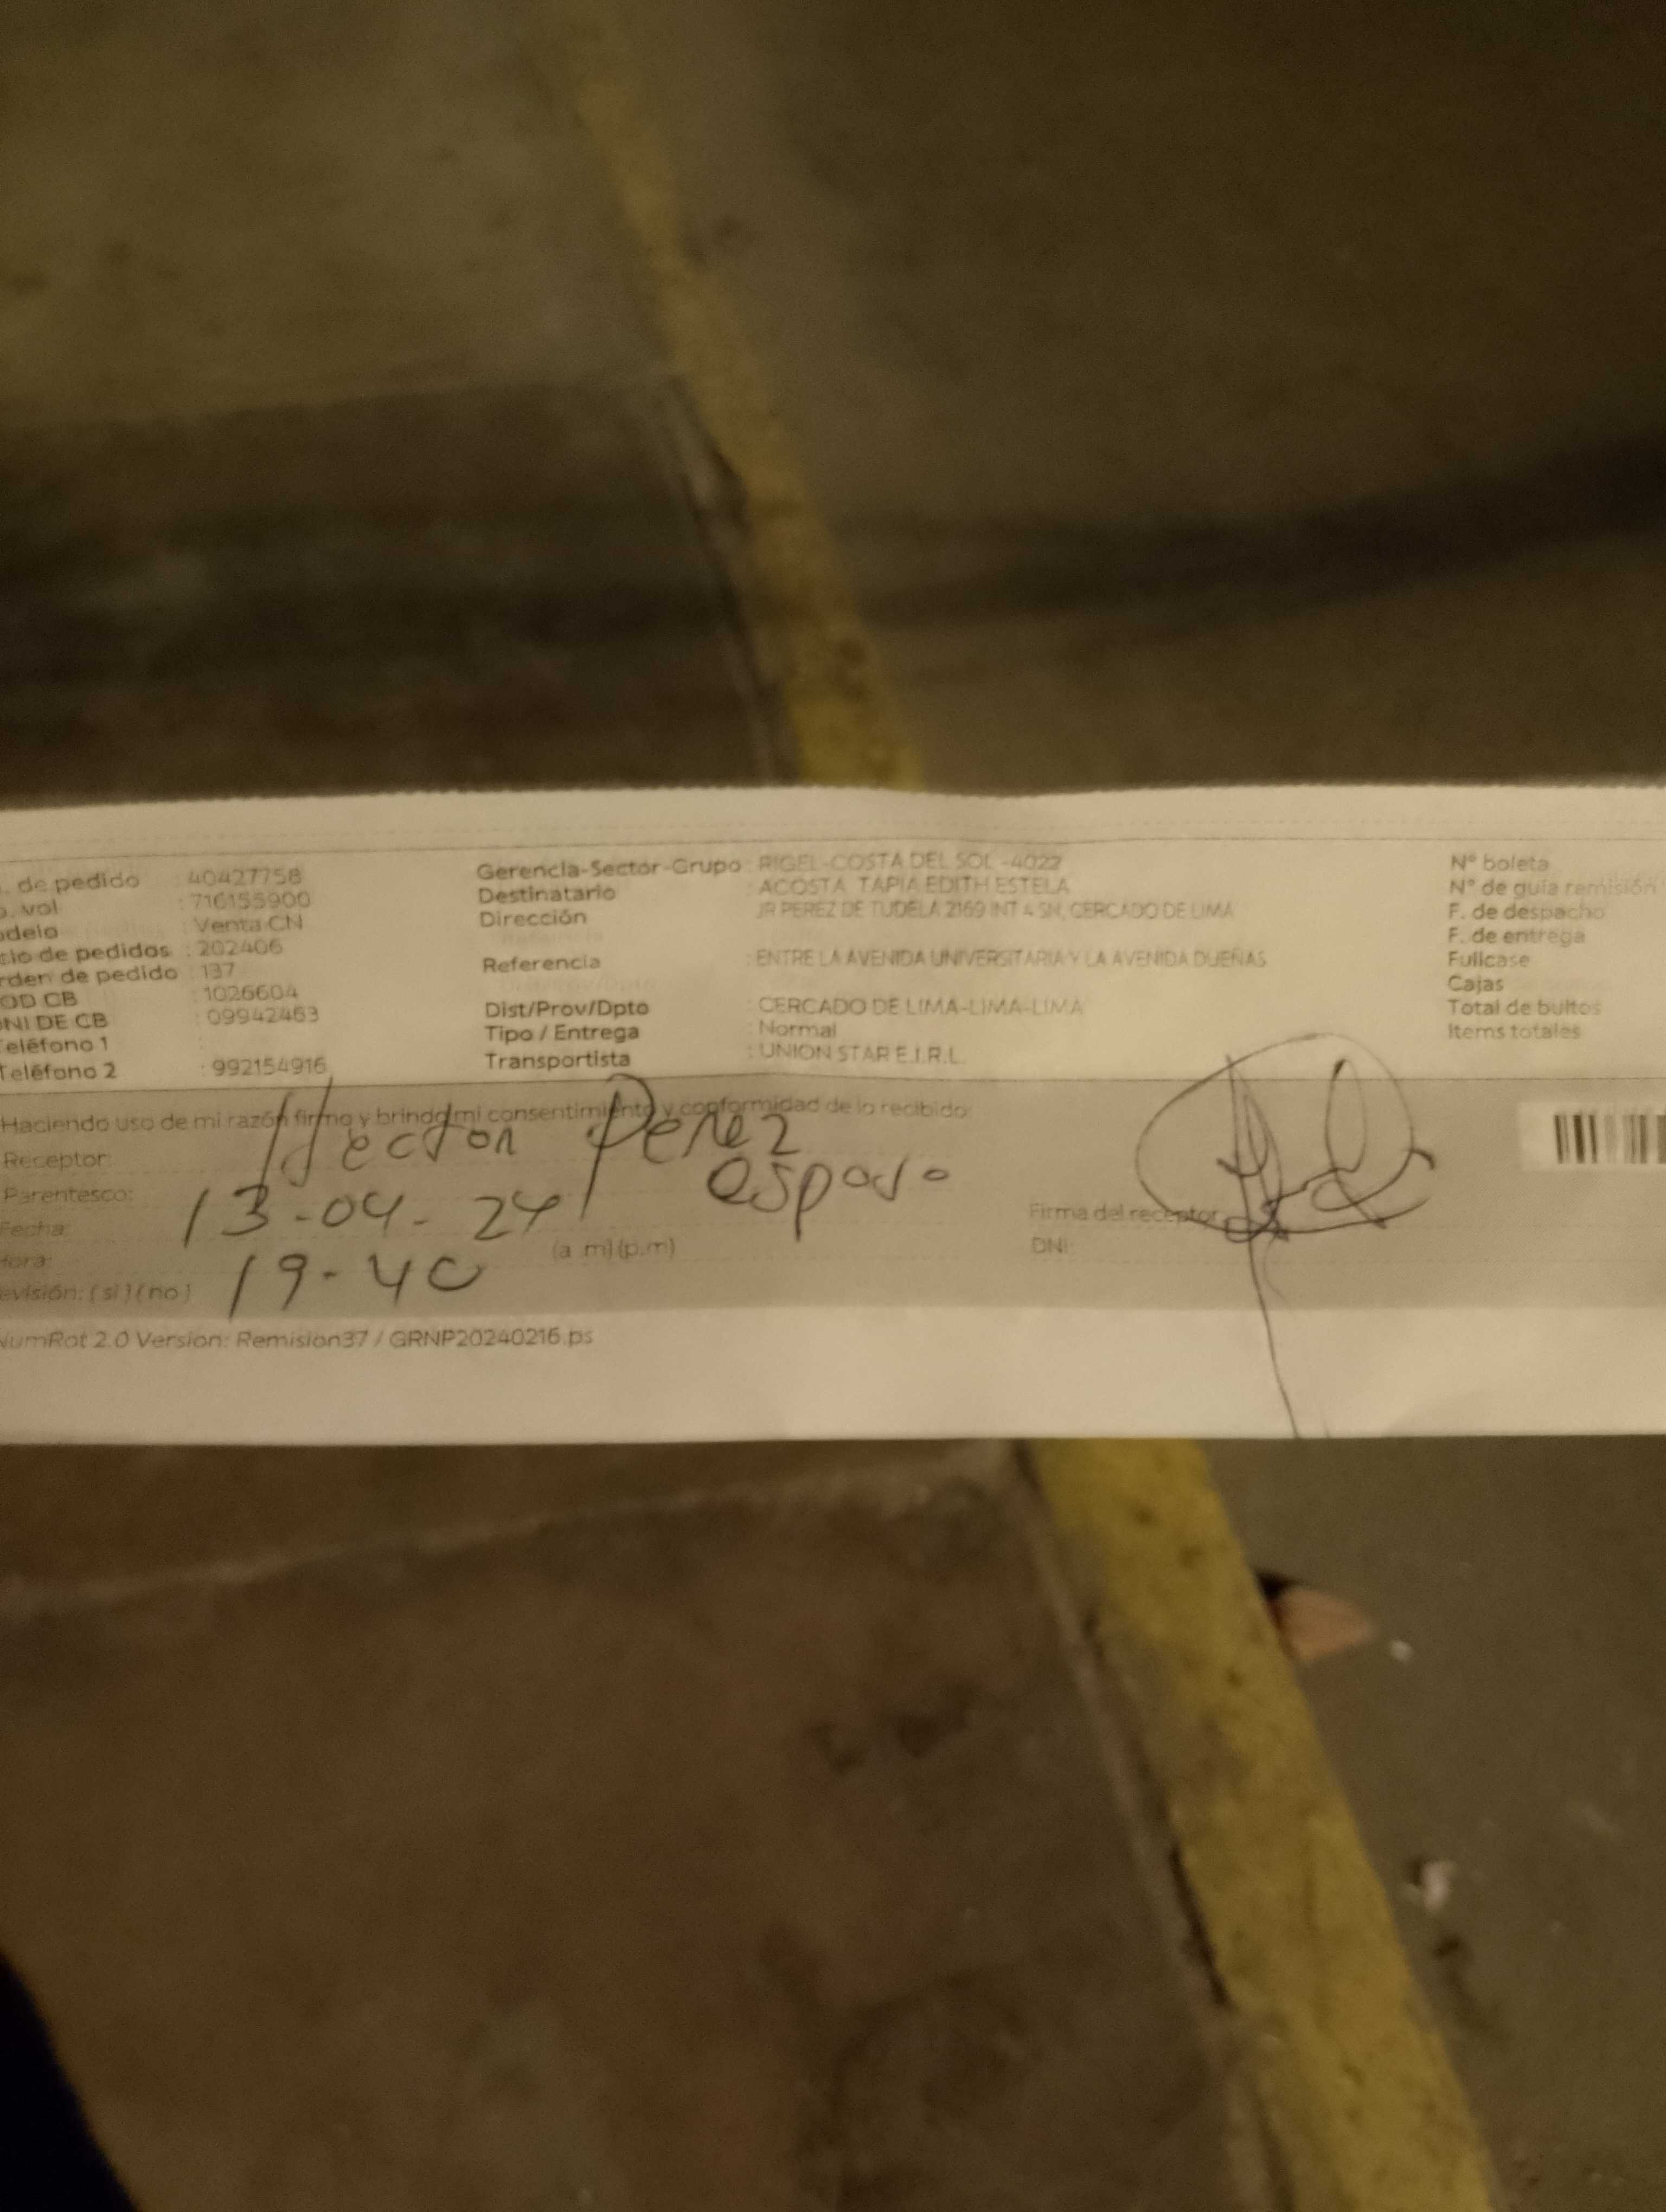 . de pedido : 40427758
o. vol : 716155900
odelo : Venta CN
clo de pedidos : 202406
rden de pedido : 137
OD CB : 1026604
NI DE CB : 09942463
Teléfono 1 :
Teléfono 2 : 992154916
Gerencia-Sector-Grupo : RIGEL-COSTA DEL SOL -4022
Destinatario : ACOSTA TAPIA EDITH ESTELA
Dirección : JR PEREZ DE TUDELA 2169 INT 4 SN, CERCADO DE LIMA
Referencia : ENTRE LA AVENIDA UNIVERSITARIA Y LA AVENIDA DUEÑAS
Dist/Prov/Dpto : CERCADO DE LIMA-LIMA-LIMA
Tipo / Entrega : Normal
Transportista : UNION STAR E.I.R.L.
N° boleta
N° de guía remisión
F. de despacho
F. de entrega
Fullcase
Cajas
Total de bultos
Items totales
Haciendo uso de mi razón firmo y brindo mi consentimiento y conformidad de lo recibido
Receptor: Hector Perez
Parentesco: esposo
Fecha: 13-04-24
Hora: 19-40 (a.m) (p.m)
evisión: (si) (no)
Firma del receptor
DNI:
NumRot 2.0 Version: Remision37 / GRNP20240216.ps